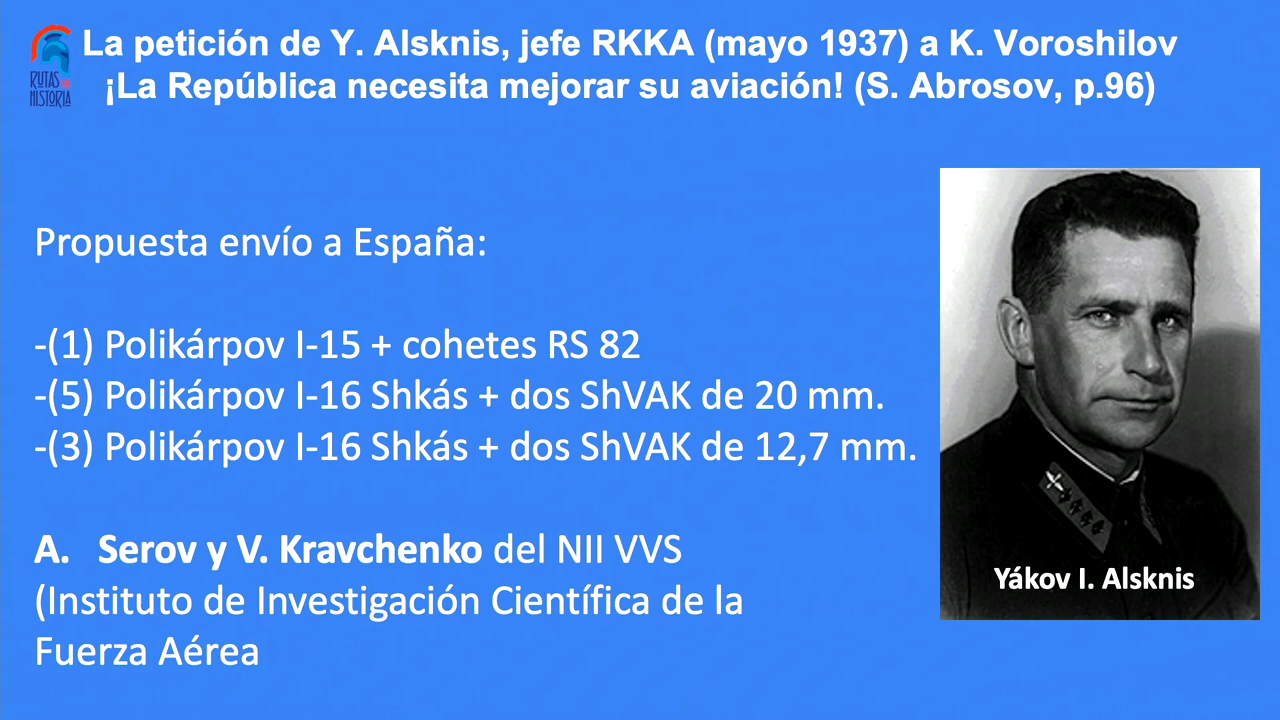 La petición de Y. Alsknis, jefe RKKA (mayo 1937) a K. Voroshilov
¡La República necesita mejorar su aviación! (S. Abrosov, p.96)
RUTAS
HISTORIA
Propuesta envío a España:
-(1) Polikárpov I-15 + cohetes RS 82
-(5) Polikárpov I-16 Shkás + dos ShVAK de 20 mm.
-(3) Polikárpov I-16 Shkás + dos ShVAK de 12,7 mm.
A. Serov y V. Kravchenko del NII VVS
(Instituto de Investigación Científica de la
Fuerza Aérea
Yákov I. Alsknis